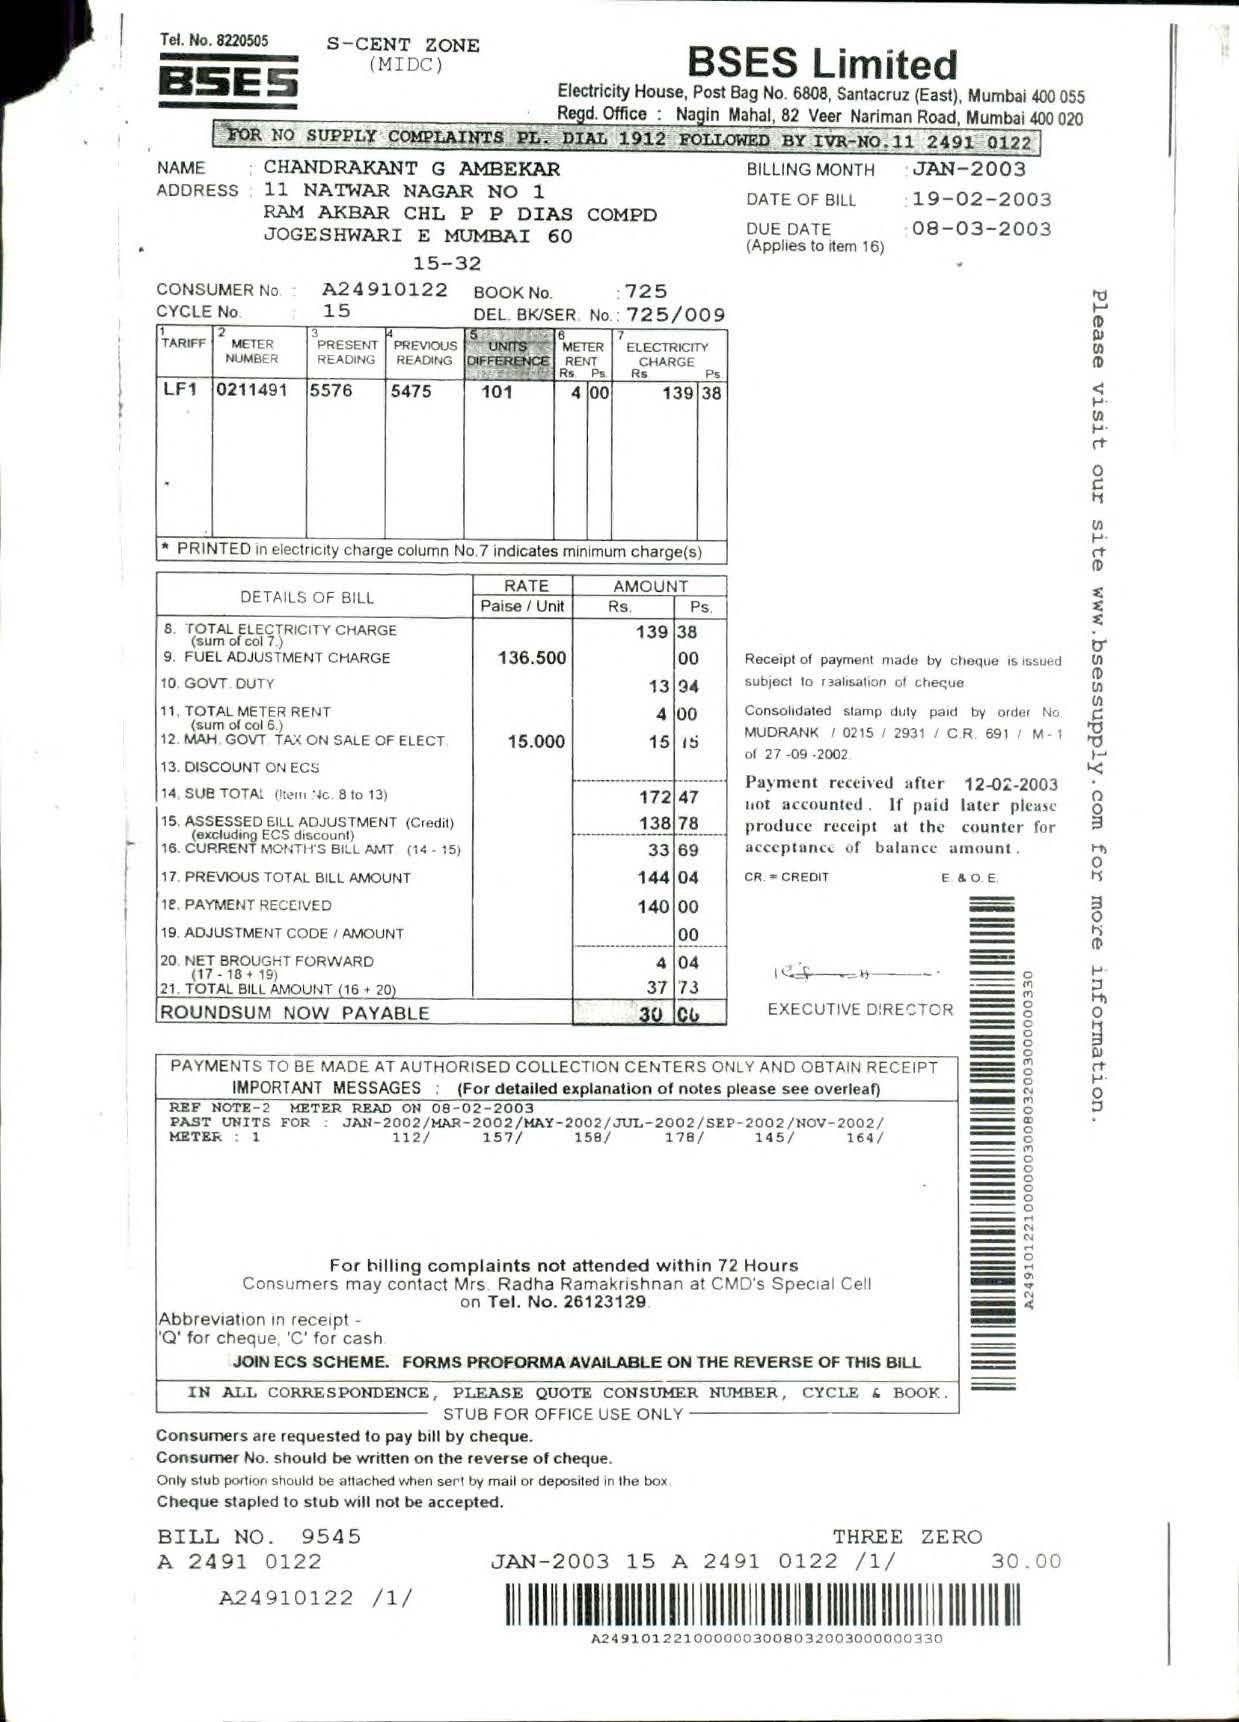 Tel. No. 8220505
S-CENT ZONE
(MIDC)
BSES
BSES Limited
Electricity House, Post Bag No. 6808, Santacruz (East), Mumbai 400 055
Regd. Office : Nagin Mahal, 82 Veer Nariman Road, Mumbai 400 020
FOR NO SUPPLY COMPLAINTS PL. DIAL 1912 FOLLOWED BY IVR-NO.11 2491 0122
NAME : CHANDRAKANT G AMBEKAR
ADDRESS : 11 NATWAR NAGAR NO 1
RAM AKBAR CHL P P DIAS COMPD
JOGESHWARI E MUMBAI 60
15-32
BILLING MONTH : JAN-2003
DATE OF BILL : 19-02-2003
DUE DATE : 08-03-2003
(Applies to item 16)
CONSUMER No. : A24910122 BOOK No. : 725
CYCLE No. : 15 DEL. BK/SER. No.: 725/009
1 TARIFF 2 METER NUMBER 3 PRESENT READING 4 PREVIOUS READING 5 UNITS DIFFERENCE 6 METER RENT Rs. Ps. 7 ELECTRICITY CHARGE Rs. Ps.
LF1 0211491 5576 5475 101 4 00 139 38
* PRINTED in electricity charge column No.7 indicates minimum charge(s)
DETAILS OF BILL RATE Paise / Unit AMOUNT Rs. Ps.
8. TOTAL ELECTRICITY CHARGE 139 38
(sum of col 7.)
9. FUEL ADJUSTMENT CHARGE 136.500 00
10. GOVT. DUTY 13 94
11. TOTAL METER RENT 4 00
(sum of col 6.)
12. MAH. GOVT. TAX ON SALE OF ELECT. 15.000 15 15
13. DISCOUNT ON ECS
14. SUB TOTAL (Item No. 8 to 13) 172 47
15. ASSESSED BILL ADJUSTMENT (Credit) 138 78
(excluding ECS discount)
16. CURRENT MONTH'S BILL AMT. (14 - 15) 33 69
17. PREVIOUS TOTAL BILL AMOUNT 144 04
18. PAYMENT RECEIVED 140 00
19. ADJUSTMENT CODE / AMOUNT 00
20. NET BROUGHT FORWARD 4 04
(17 - 18 + 19)
21. TOTAL BILL AMOUNT (16 + 20) 37 73
ROUNDSUM NOW PAYABLE 30 00
Receipt of payment made by cheque is issued
subject to realisation of cheque
Consolidated stamp duty paid by order No.
MUDRANK / 0215 / 2931 / C.R. 691 / M-1
of 27-09-2002.
Payment received after 12-02-2003
not accounted. If paid later please
produce receipt at the counter for
acceptance of balance amount.
CR. = CREDIT E. & O. E.
EXECUTIVE DIRECTOR
A2491012210000003008032003000000330
Please visit our site www.bsessupply.com for more information.
PAYMENTS TO BE MADE AT AUTHORISED COLLECTION CENTERS ONLY AND OBTAIN RECEIPT
IMPORTANT MESSAGES : (For detailed explanation of notes please see overleaf)
REF NOTE-2 METER READ ON 08-02-2003
PAST UNITS FOR : JAN-2002/MAR-2002/MAY-2002/JUL-2002/SEP-2002/NOV-2002/
METER : 1 112/ 157/ 158/ 178/ 145/ 164/
For billing complaints not attended within 72 Hours
Consumers may contact Mrs. Radha Ramakrishnan at CMD's Special Cell
on Tel. No. 26123129.
Abbreviation in receipt -
'Q' for cheque, 'C' for cash.
JOIN ECS SCHEME. FORMS PROFORMA AVAILABLE ON THE REVERSE OF THIS BILL
IN ALL CORRESPONDENCE, PLEASE QUOTE CONSUMER NUMBER, CYCLE & BOOK.
STUB FOR OFFICE USE ONLY
Consumers are requested to pay bill by cheque.
Consumer No. should be written on the reverse of cheque.
Only stub portion should be attached when sent by mail or deposited in the box.
Cheque stapled to stub will not be accepted.
BILL NO. 9545 THREE ZERO
A 2491 0122 JAN-2003 15 A 2491 0122 /1/ 30.00
A24910122 /1/
A2491012210000003008032003000000330